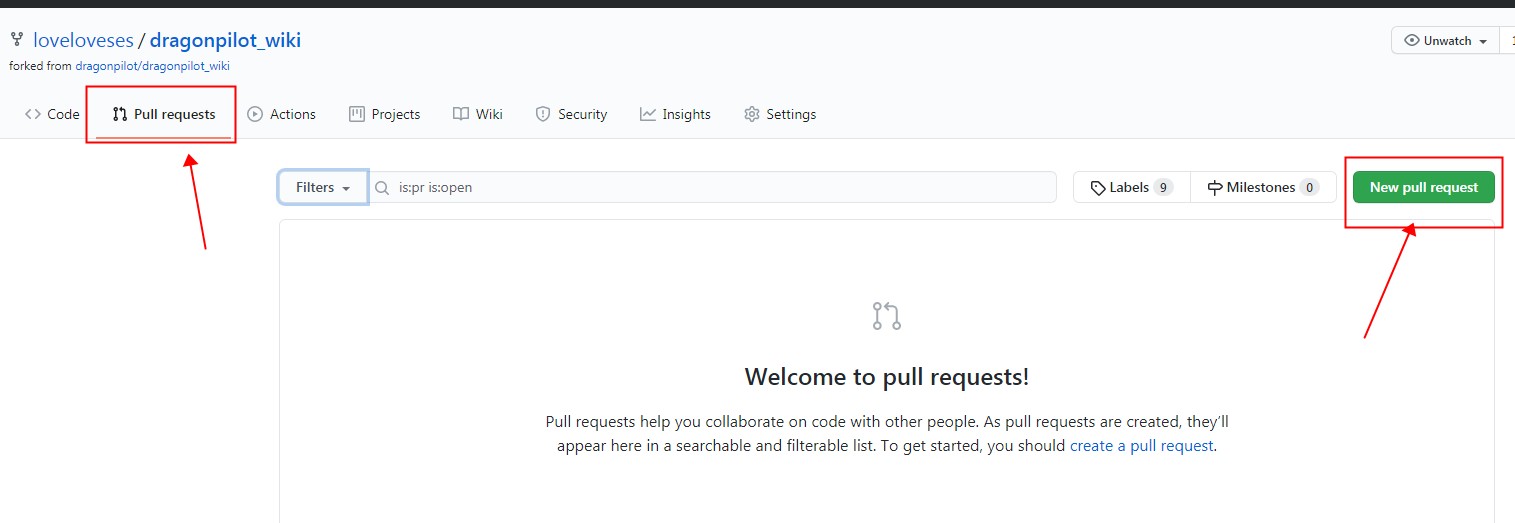 loveloveses / dragonpilot_wiki
Unwatch
forked from dragonpilot/dragonpilot_wiki
Code Pull requests Actions Projects Wiki Security Insights Settings
Filters is:pr is:open Labels 9 Milestones 0 New pull request
Welcome to pull requests!
Pull requests help you collaborate on code with other people. As pull requests are created, they’ll
appear here in a searchable and filterable list. To get started, you should create a pull request.